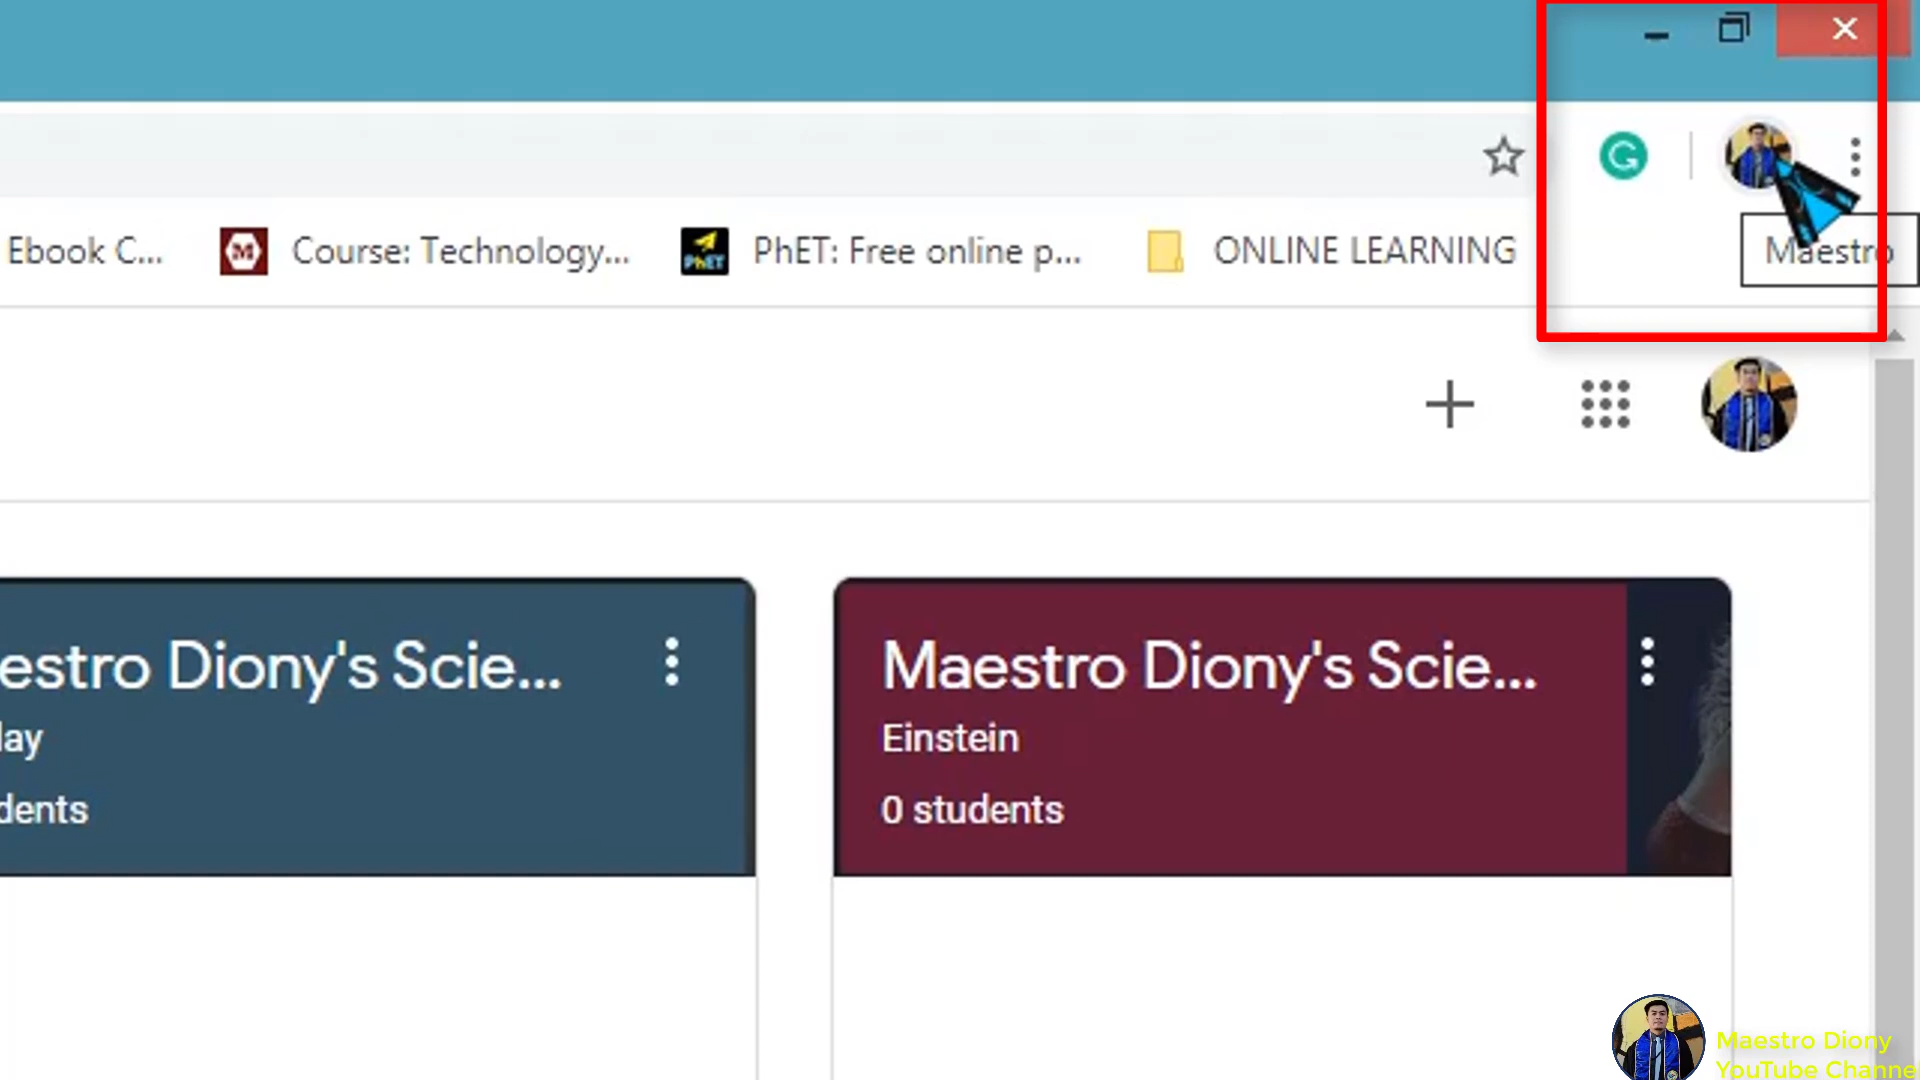 Ebook C...
Course: Technology...
PhET
PhET: Free online p...
ONLINE LEARNING
Maestro
estro Diony's Scie...
lay
dents
Maestro Diony's Scie...
Einstein
0 students
Maestro Diony
YouTube Channe